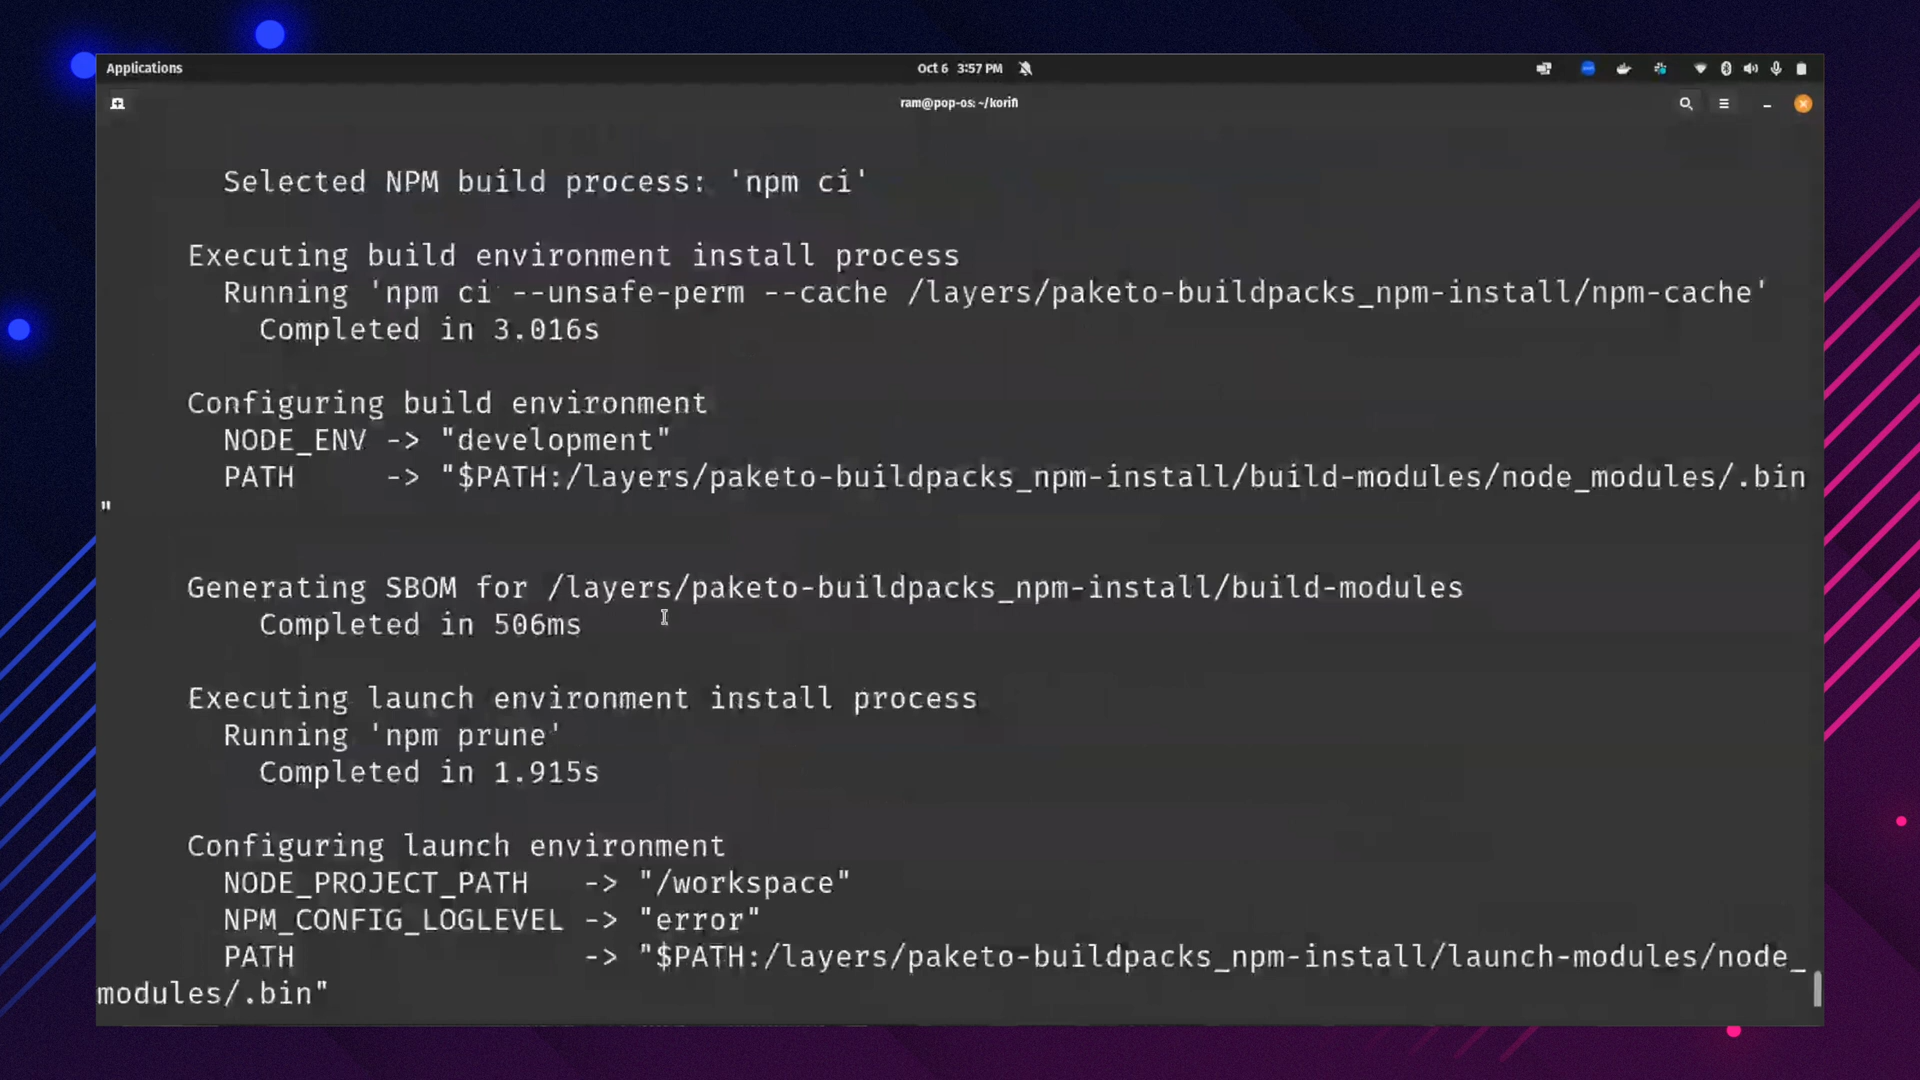 Applications
Oct 6 3:57 PM
ram@pop-os: ~/korifi
Selected NPM build process: 'npm ci'
Executing build environment install process
Running 'npm ci --unsafe-perm --cache /layers/paketo-buildpacks_npm-install/npm-cache'
Completed in 3.016s
Configuring build environment
NODE_ENV -> "development"
PATH -> "$PATH:/layers/paketo-buildpacks_npm-install/build-modules/node_modules/.bin
"
Generating SBOM for /layers/paketo-buildpacks_npm-install/build-modules
Completed in 506ms
Executing launch environment install process
Running 'npm prune'
Completed in 1.915s
Configuring launch environment
NODE_PROJECT_PATH -> "/workspace"
NPM_CONFIG_LOGLEVEL -> "error"
PATH -> "$PATH:/layers/paketo-buildpacks_npm-install/launch-modules/node_
modules/.bin"